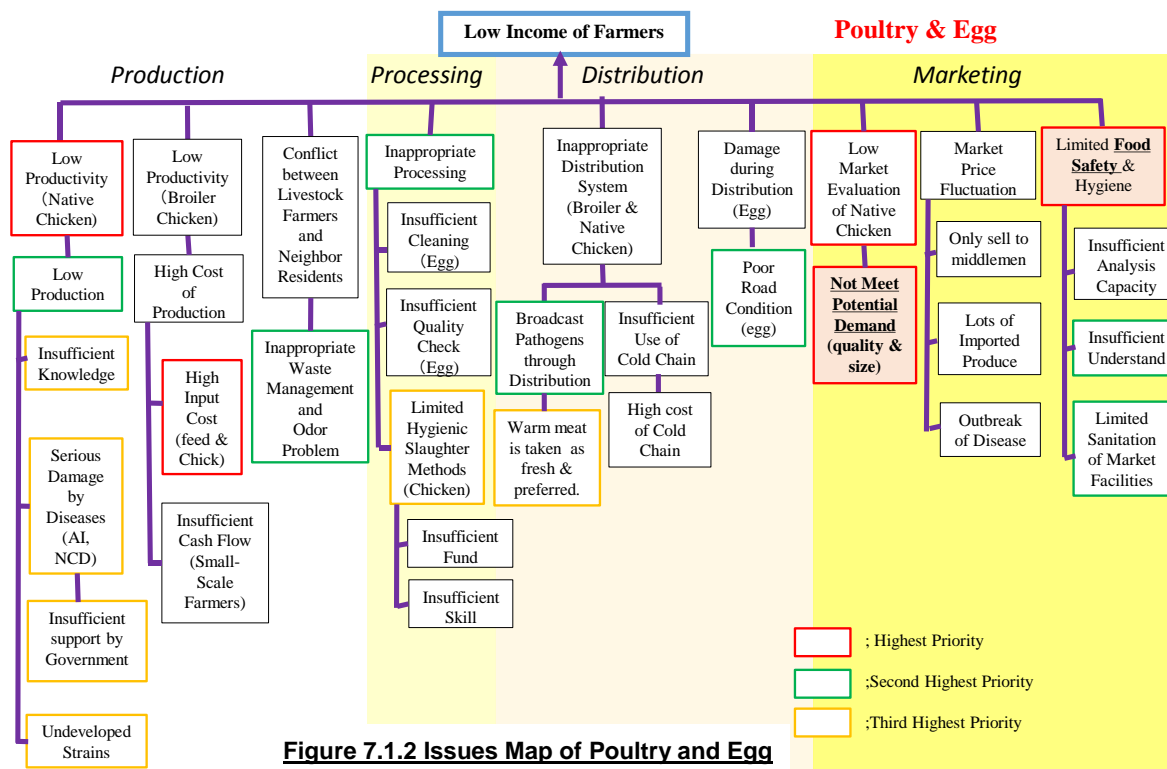 Low Income of Farmers
Poultry & Egg
Production
Processing
Distribution
Marketing
Low
Productivity
(Native
Chicken)
Low
Production
Insufficient
Knowledge
Serious
Damage
by
Diseases
(AI,
NCD)
Insufficient
support by
Government
Undeveloped
Strains
Low
Productivity
(Broiler
Chicken)
High Cost
of
Production
High
Input
Cost
(feed &
Chick)
Insufficient
Cash Flow
(Small-
Scale
Farmers)
Conflict
between
Livestock
Farmers
and
Neighbor
Residents
Inappropriate
Waste
Management
and
Odor
Problem
Inappropriate
Processing
Insufficient
Cleaning
(Egg)
Insufficient
Quality
Check
(Egg)
Limited
Hygienic
Slaughter
Methods
(Chicken)
Insufficient
Fund
Insufficient
Skill
Inappropriate
Distribution
System
(Broiler &
Native
Chicken)
Broadcast
Pathogens
through
Distribution
Warm meat
is taken as
fresh &
preferred.
Insufficient
Use of
Cold Chain
High cost
of Cold
Chain
Damage
during
Distribution
(Egg)
Poor
Road
Condition
(egg)
Low
Market
Evaluation
of Native
Chicken
Not Meet
Potential
Demand
(quality &
size)
Market
Price
Fluctuation
Only sell to
middlemen
Lots of
Imported
Produce
Outbreak
of Disease
Limited Food
Safety &
Hygiene
Insufficient
Analysis
Capacity
Insufficient
Understand
Limited
Sanitation
of Market
Facilities
; Highest Priority
;Second Highest Priority
;Third Highest Priority
Figure 7.1.2 Issues Map of Poultry and Egg